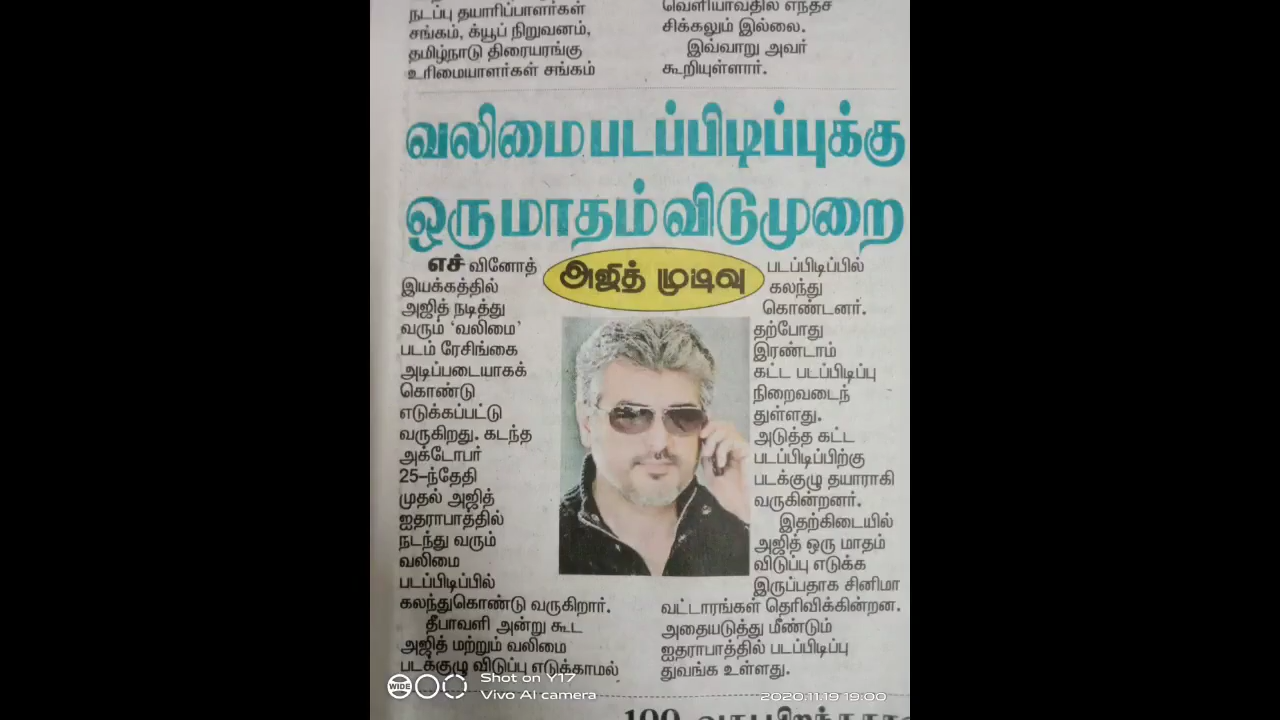 நடப்பு தயாரிப்பாளர்கள்
சங்கம், க்யூப் நிறுவனம்,
தமிழ்நாடு திரையரங்கு
உரிமையாளர்கள் சங்கம்
வெளியாவதில் எந்தச்
சிக்கலும் இல்லை.
இவ்வாறு அவர்
கூறியுள்ளார்.
வலிமை படப்பிடிப்புக்கு
ஒரு மாதம் விடுமுறை
அஜித் முடிவு
எச் வினோத்
இயக்கத்தில்
அஜித் நடித்து
வரும் ‘வலிமை’
படம் ரேசிங்கை
அடிப்படையாகக்
கொண்டு
எடுக்கப்பட்டு
வருகிறது. கடந்த
அக்டோபர்
25–ந்தேதி
முதல் அஜித்
ஐதராபாத்தில்
நடந்து வரும்
வலிமை
படப்பிடிப்பில்
கலந்துகொண்டு வருகிறார்.
தீபாவளி அன்று கூட
அஜித் மற்றும் வலிமை
படக்குழு விடுப்பு எடுக்காமல்
படப்பிடிப்பில்
கலந்து
கொண்டனர்.
தற்போது
இரண்டாம்
கட்ட படப்பிடிப்பு
நிறைவடைந்
துள்ளது.
அடுத்த கட்ட
படப்பிடிப்பிற்கு
படக்குழு தயாராகி
வருகின்றனர்.
இதற்கிடையில்
அஜித் ஒரு மாதம்
விடுப்பு எடுக்க
இருப்பதாக சினிமா
வட்டாரங்கள் தெரிவிக்கின்றன.
அதையடுத்து மீண்டும்
ஐதராபாத்தில் படப்பிடிப்பு
துவங்க உள்ளது.
WIDE
Shot on Y17
Vivo AI camera
2020.11.19 19:00